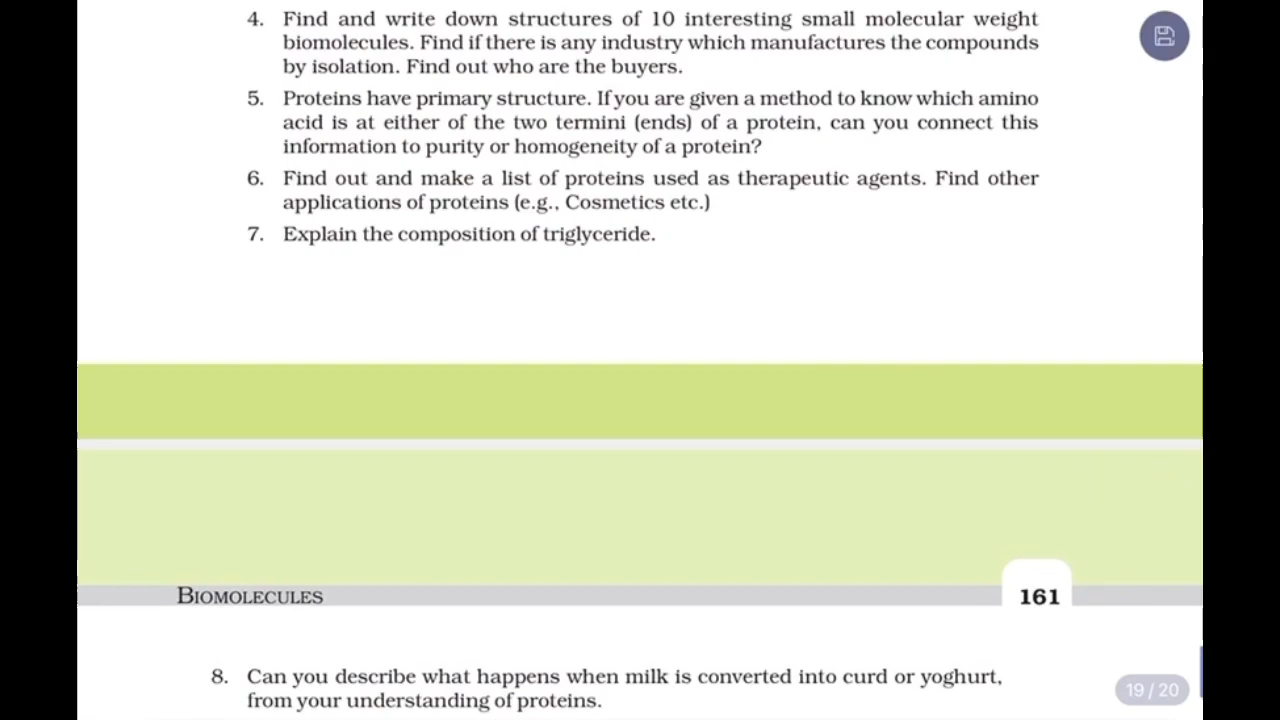 4. Find and write down structures of 10 interesting small molecular weight
biomolecules. Find if there is any industry which manufactures the compounds
by isolation. Find out who are the buyers.
5. Proteins have primary structure. If you are given a method to know which amino
acid is at either of the two termini (ends) of a protein, can you connect this
information to purity or homogeneity of a protein?
6. Find out and make a list of proteins used as therapeutic agents. Find other
applications of proteins (e.g., Cosmetics etc.)
7. Explain the composition of triglyceride.
BIOMOLECULES
161
8. Can you describe what happens when milk is converted into curd or yoghurt,
from your understanding of proteins.
19 / 20